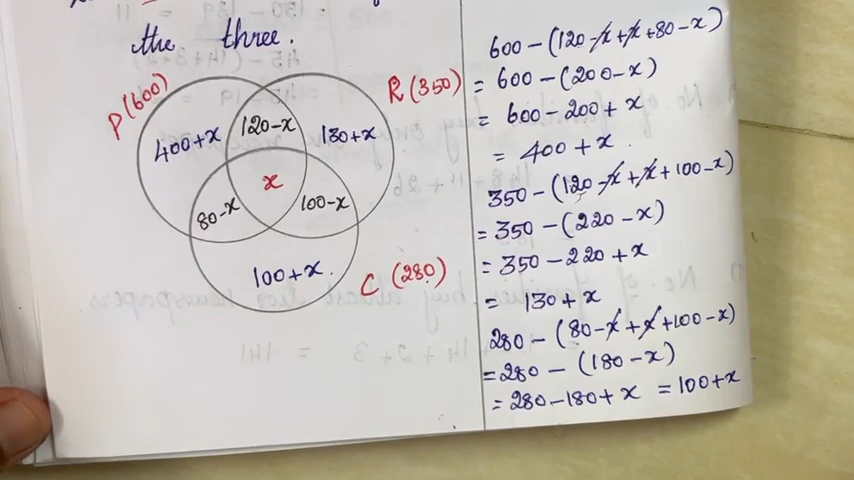 the three.
P(600)
R(350)
400+x
120-x
130+x
x
80-x
100-x
100+x.
C (280)
600-(120-x+x+80-x)
= 600-(200-x)
= 600-200+x
= 400+x.
350-(120-x+x+100-x)
= 350-(220-x)
= 350-220+x
= 130+x
280-(80-x+x+100-x)
= 280-(180-x)
= 280-180+x = 100+x